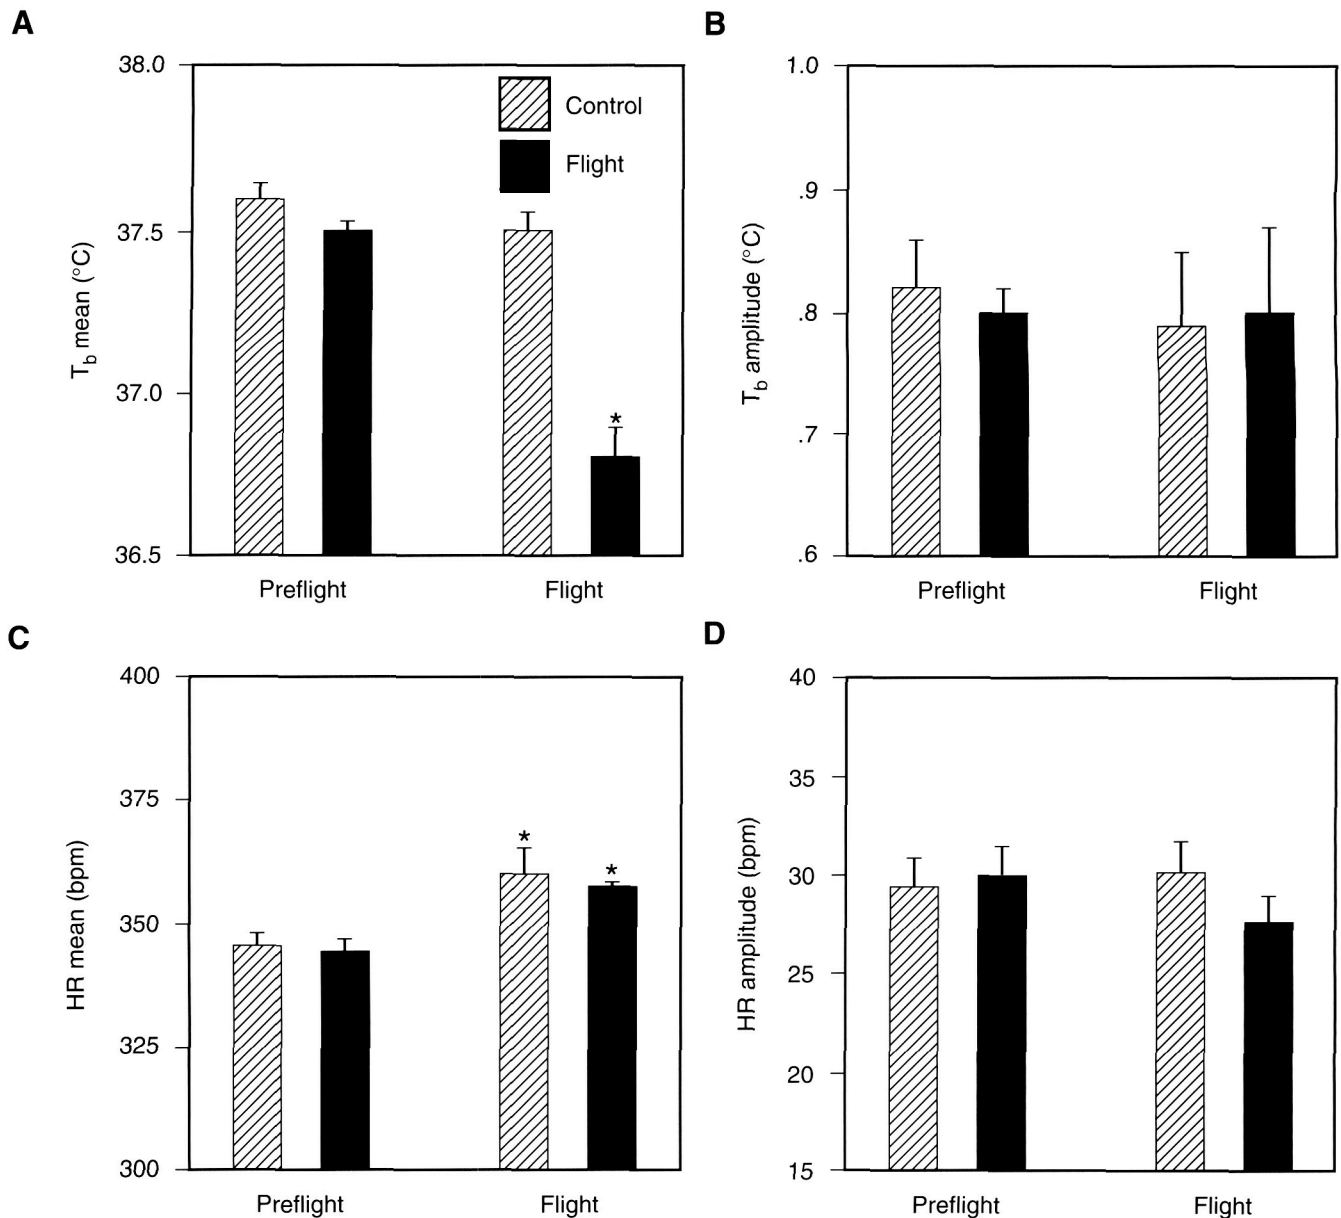 A
38.0
37.5
37.0
36.5
T_b mean (°C)
Control
Flight
*
Preflight Flight
B
1.0
.9
.8
.7
.6
T_b amplitude (°C)
Preflight Flight
C
400
375
350
325
300
HR mean (bpm)
* *
Preflight Flight
D
40
35
30
25
20
15
HR amplitude (bpm)
Preflight Flight